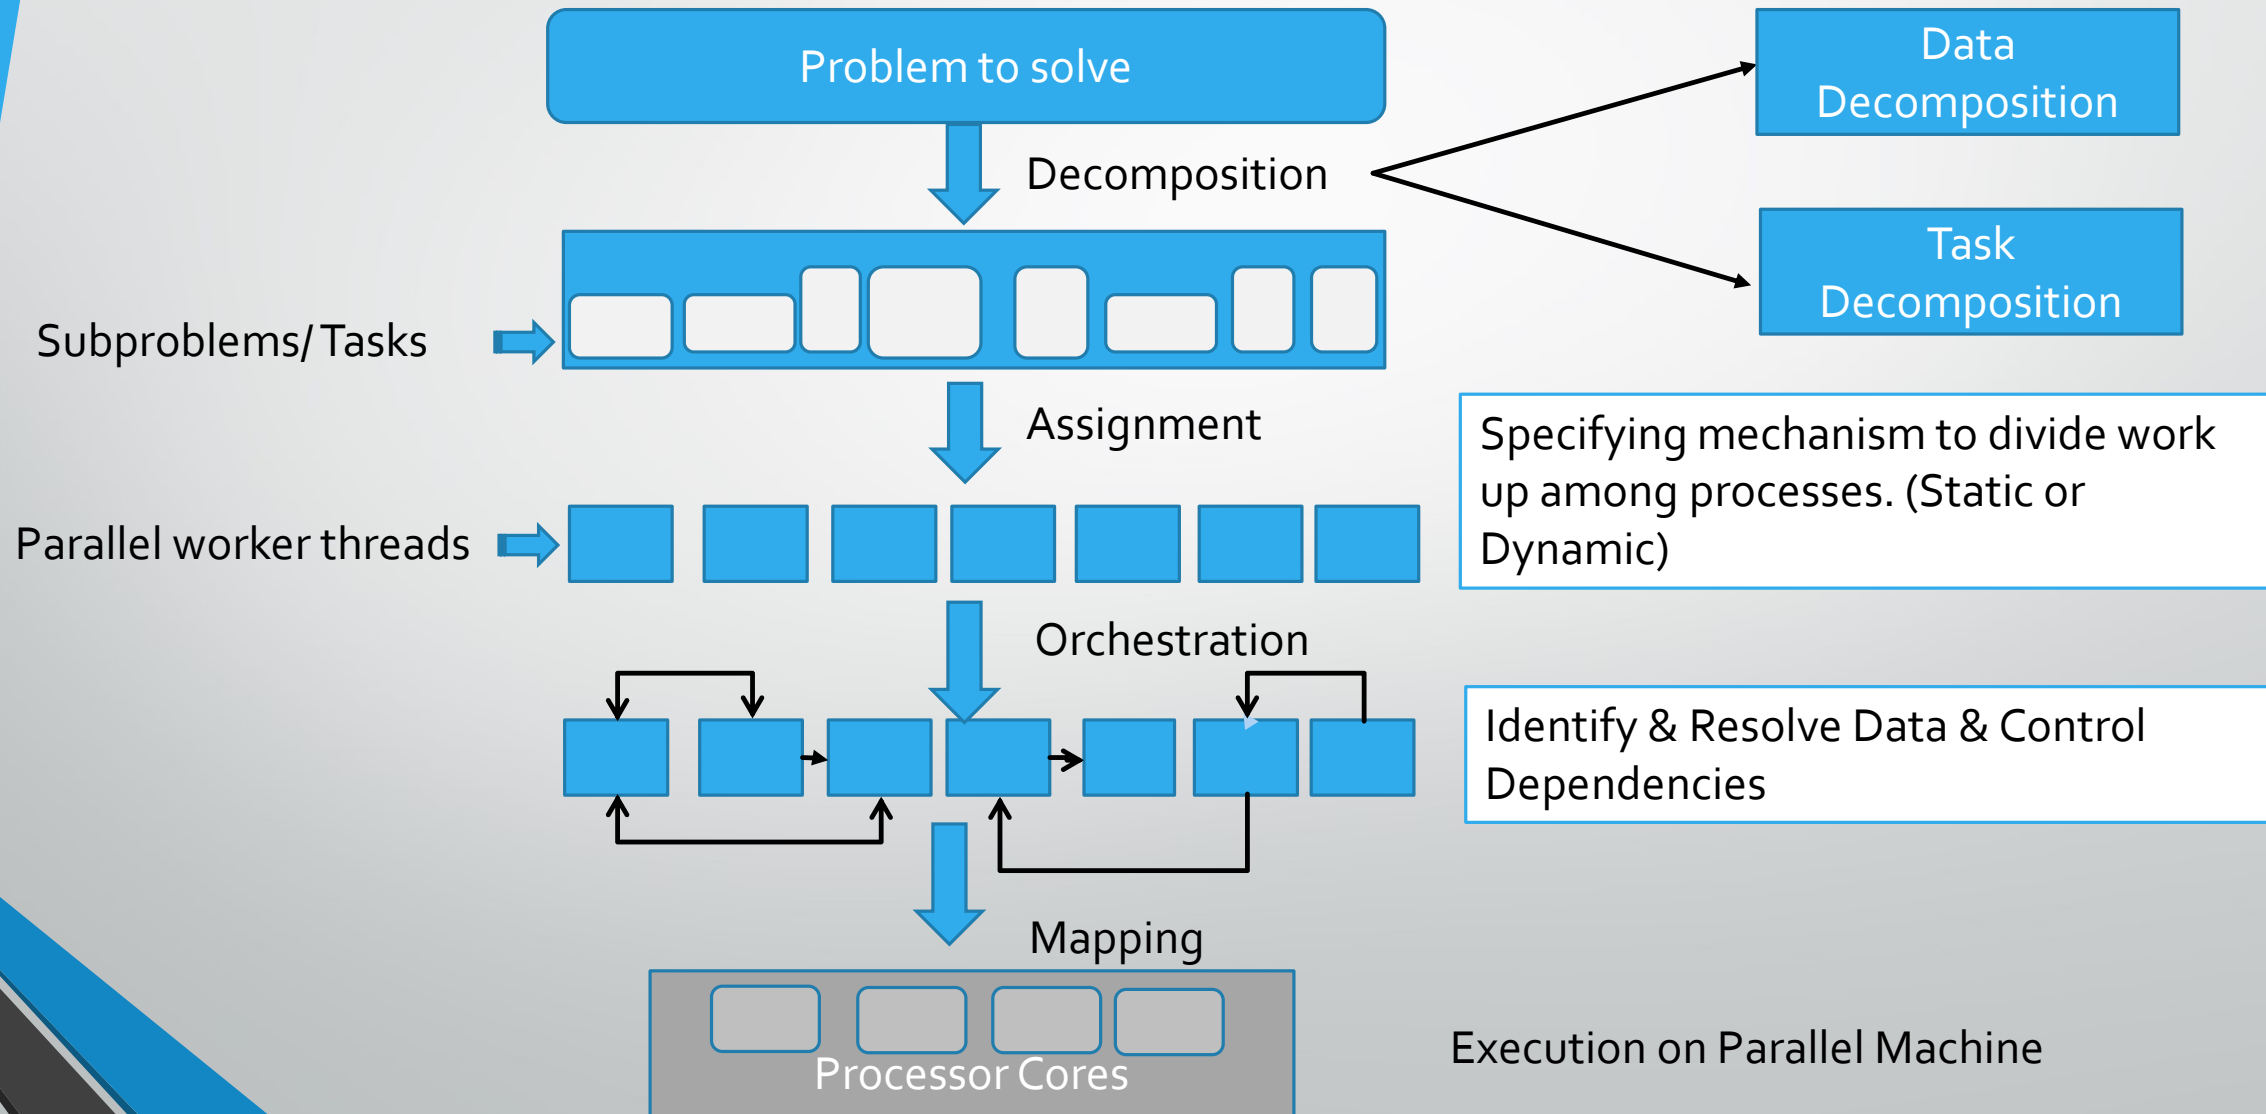 Problem to solve
Data
Decomposition
Decomposition
Task
Decomposition
Subproblems/ Tasks
Assignment
Specifying mechanism to divide work
up among processes. (Static or
Dynamic)
Parallel worker threads
Orchestration
Identify & Resolve Data & Control
Dependencies
Mapping
Processor Cores
Execution on Parallel Machine